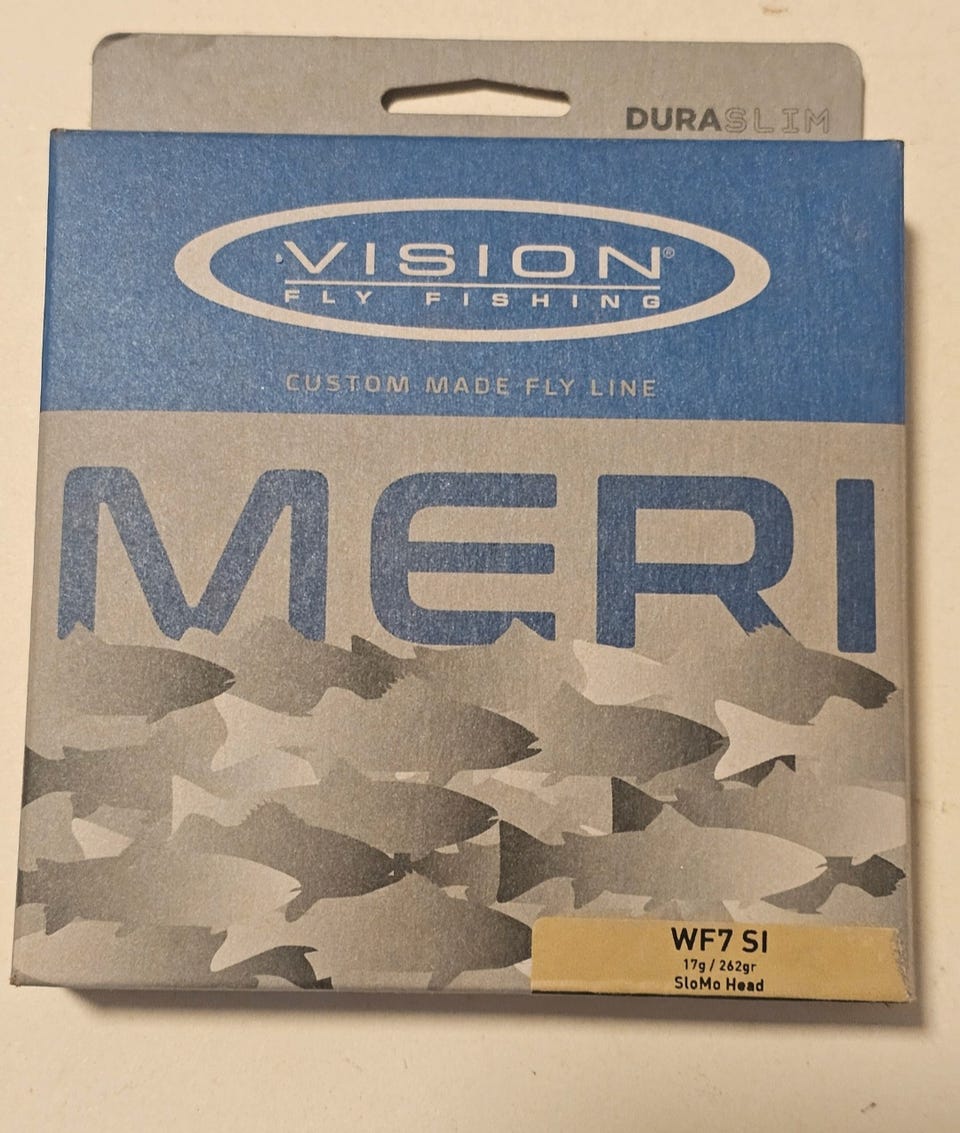 DURASLIM
VISION®
FLY FISHING
CUSTOM MADE FLY LINE
MERI
WF7 SI
17g / 262gr
SloMo Head